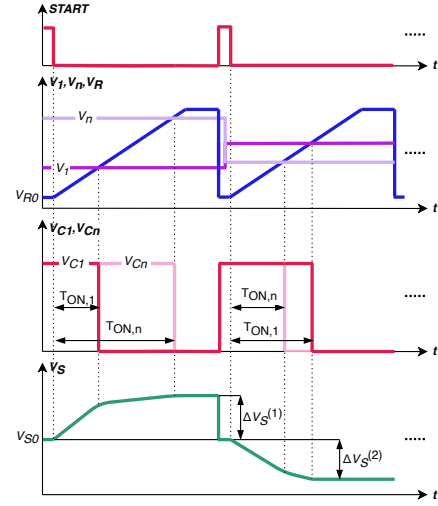 START
.....
t
V1,Vn,VR
Vn
V1
.....
VR0
t
VC1,VCn
VC1
VCn
TON,1
TON,n
TON,n
TON,1
.....
t
VS
ΔVS(1)
VS0
ΔVS(2)
.....
t